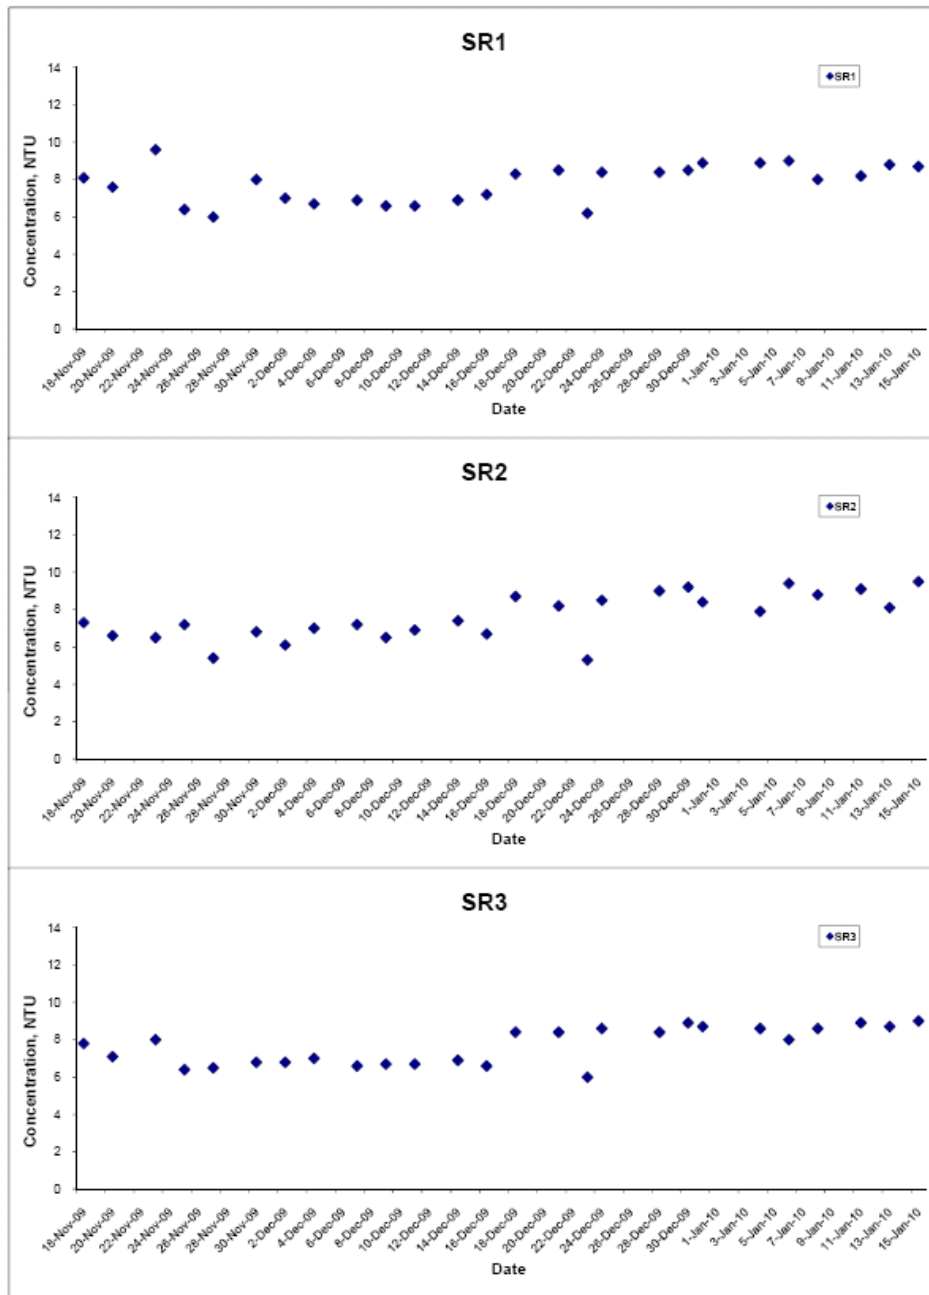 SR1
SR1
14
12
10
8
6
4
2
0
Concentration, NTU
18-Nov-09 20-Nov-09 22-Nov-09 24-Nov-09 26-Nov-09 28-Nov-09 30-Nov-09 2-Dec-09 4-Dec-09 6-Dec-09 8-Dec-09 10-Dec-09 12-Dec-09 14-Dec-09 16-Dec-09 18-Dec-09 20-Dec-09 22-Dec-09 24-Dec-09 26-Dec-09 28-Dec-09 30-Dec-09 1-Jan-10 3-Jan-10 5-Jan-10 7-Jan-10 9-Jan-10 11-Jan-10 13-Jan-10 15-Jan-10
Date
SR2
SR2
14
12
10
8
6
4
2
0
Concentration, NTU
18-Nov-09 20-Nov-09 22-Nov-09 24-Nov-09 26-Nov-09 28-Nov-09 30-Nov-09 2-Dec-09 4-Dec-09 6-Dec-09 8-Dec-09 10-Dec-09 12-Dec-09 14-Dec-09 16-Dec-09 18-Dec-09 20-Dec-09 22-Dec-09 24-Dec-09 26-Dec-09 28-Dec-09 30-Dec-09 1-Jan-10 3-Jan-10 5-Jan-10 7-Jan-10 9-Jan-10 11-Jan-10 13-Jan-10 15-Jan-10
Date
SR3
SR3
14
12
10
8
6
4
2
0
Concentration, NTU
18-Nov-09 20-Nov-09 22-Nov-09 24-Nov-09 26-Nov-09 28-Nov-09 30-Nov-09 2-Dec-09 4-Dec-09 6-Dec-09 8-Dec-09 10-Dec-09 12-Dec-09 14-Dec-09 16-Dec-09 18-Dec-09 20-Dec-09 22-Dec-09 24-Dec-09 26-Dec-09 28-Dec-09 30-Dec-09 1-Jan-10 3-Jan-10 5-Jan-10 7-Jan-10 9-Jan-10 11-Jan-10 13-Jan-10 15-Jan-10
Date